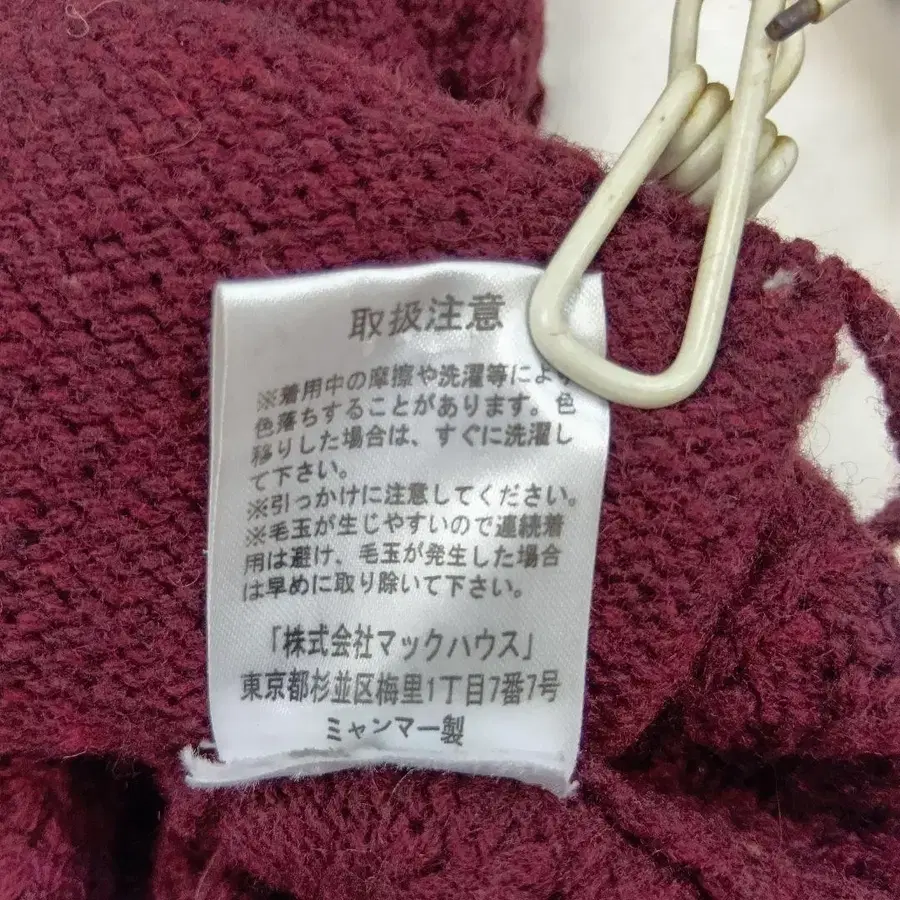 取扱注意
※着用中の摩擦や洗濯等によ
色落ちすることがあります。色
移りした場合は、すぐに洗濯し
て下さい。
※引っかけに注意してください。
※毛玉が生じやすいので連続着
用は避け、毛玉が発生した場合
は早めに取り除いて下さい。
「株式会社マックハウス」
東京都杉並区梅里1丁目7番7号
ミャンマー製